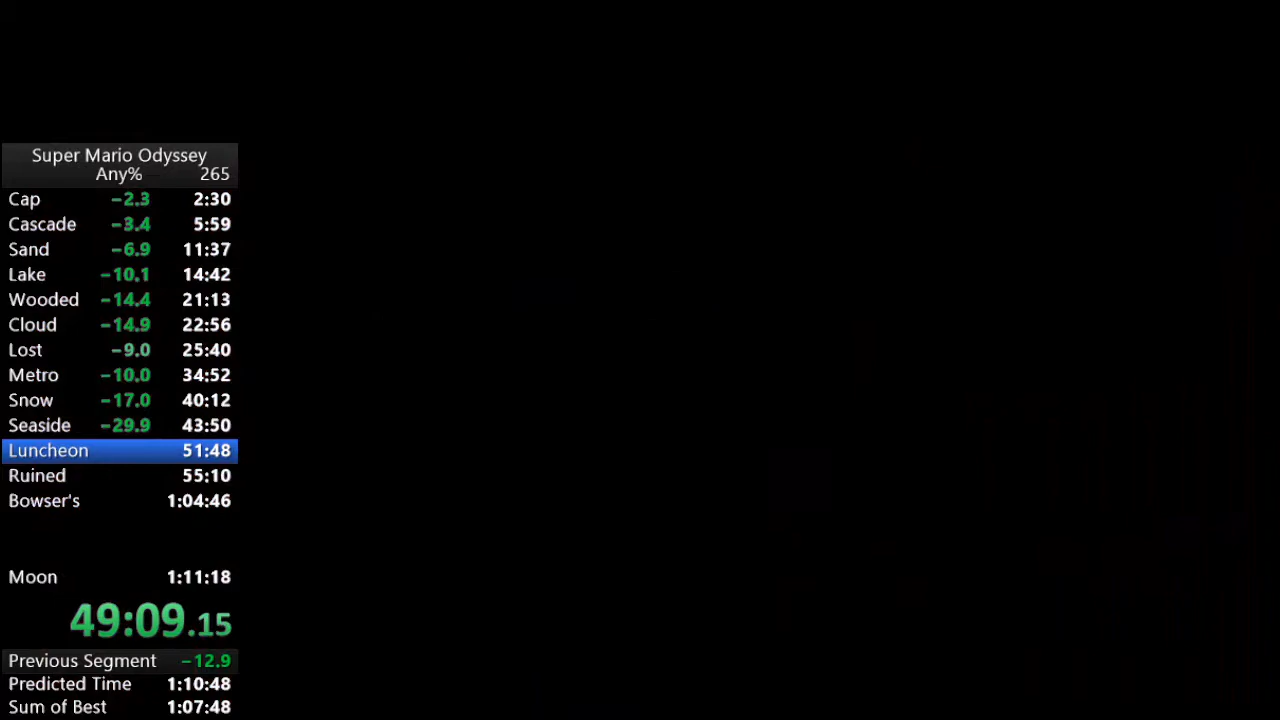 Super Mario Odyssey
Any% 265
Cap -2.3 2:30
Cascade -3.4 5:59
Sand -6.9 11:37
Lake -10.1 14:42
Wooded -14.4 21:13
Cloud -14.9 22:56
Lost -9.0 25:40
Metro -10.0 34:52
Snow -17.0 40:12
Seaside -29.9 43:50
Luncheon 51:48
Ruined 55:10
Bowser's 1:04:46
Moon 1:11:18
49:09.15
Previous Segment -12.9
Predicted Time 1:10:48
Sum of Best 1:07:48